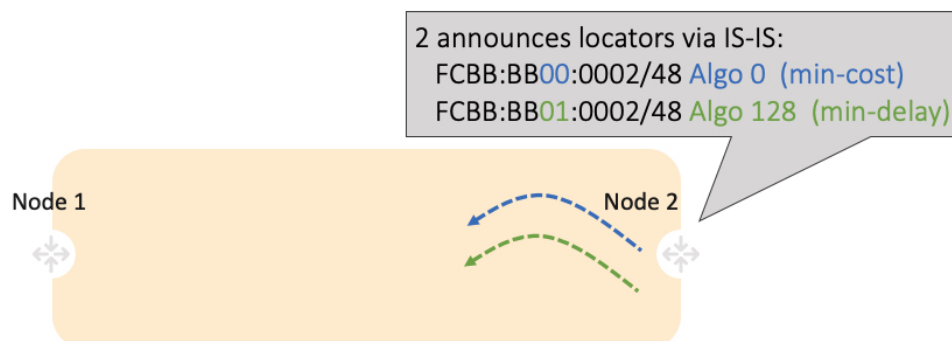 2 announces locators via IS-IS:
FCBB:BB00:0002/48 Algo 0 (min-cost)
FCBB:BB01:0002/48 Algo 128 (min-delay)
Node 1
Node 2